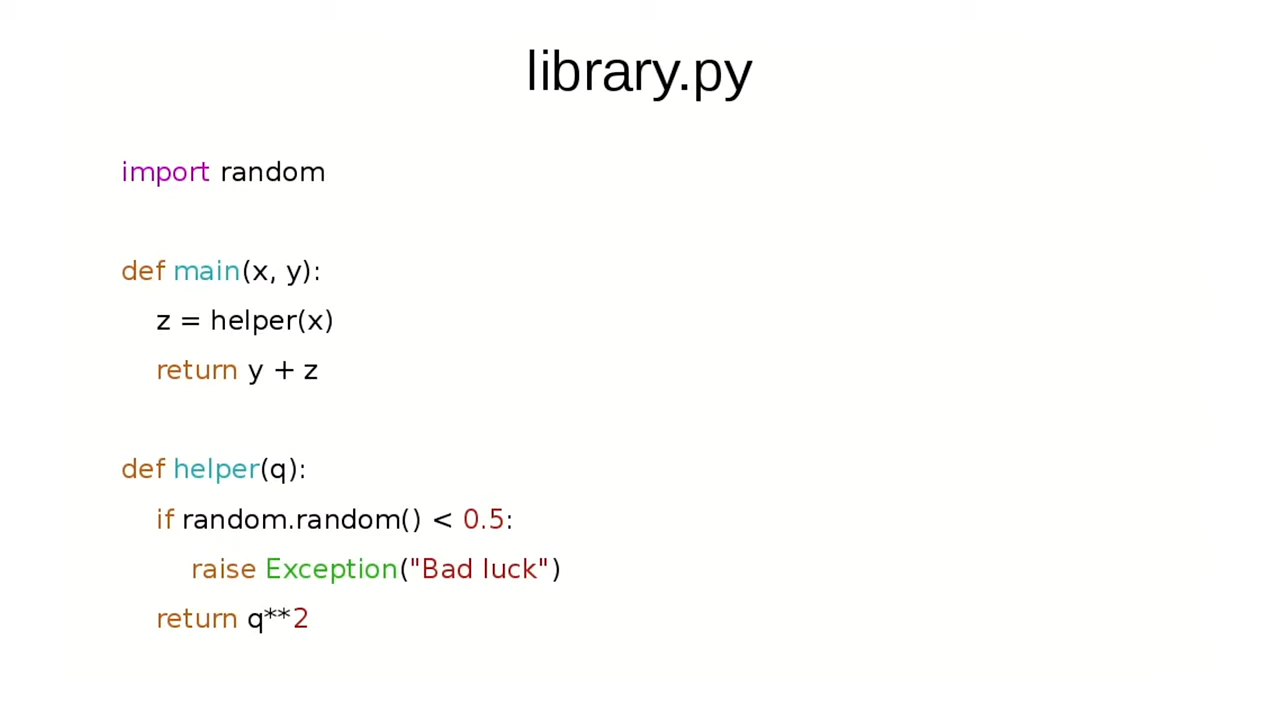 library.py
import random
def main(x, y):
z = helper(x)
return y + z
def helper(q):
if random.random() < 0.5:
raise Exception("Bad luck")
return q**2